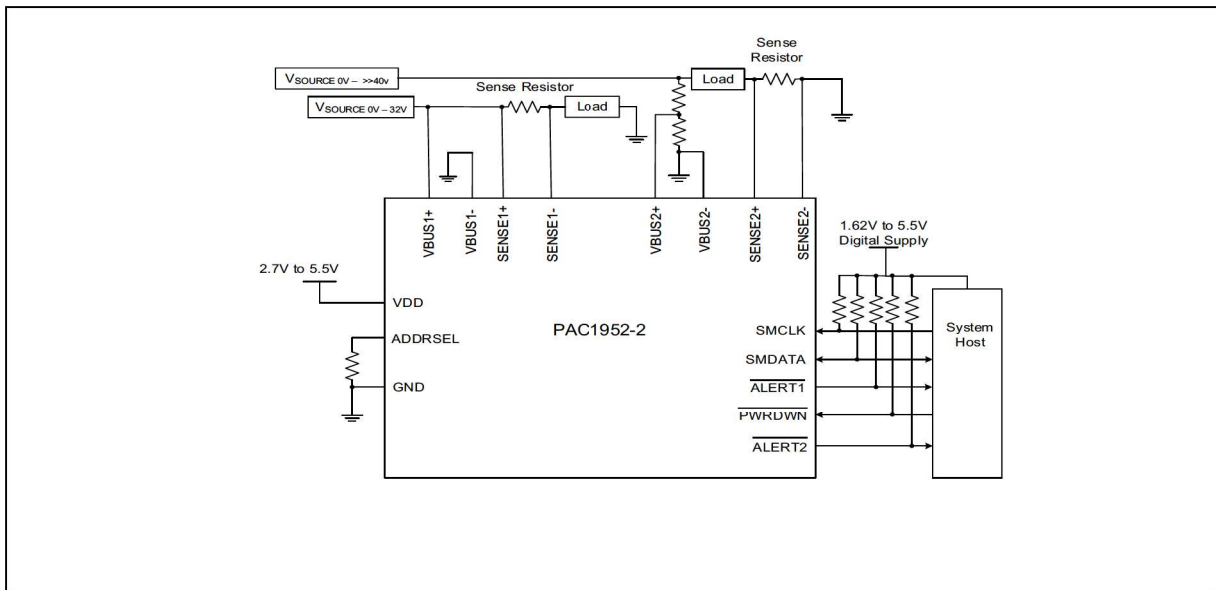 Sense
Resistor
VSOURCE 0V – >>40v
Load
Sense Resistor
VSOURCE 0V – 32V
Load
VBUS1+
VBUS1-
SENSE1+
SENSE1-
VBUS2+
VBUS2-
SENSE2+
SENSE2-
1.62V to 5.5V
Digital Supply
2.7V to 5.5V
VDD
ADDRSEL
GND
PAC1952-2
SMCLK
SMDATA
ALERT1
PWRDWN
ALERT2
System
Host